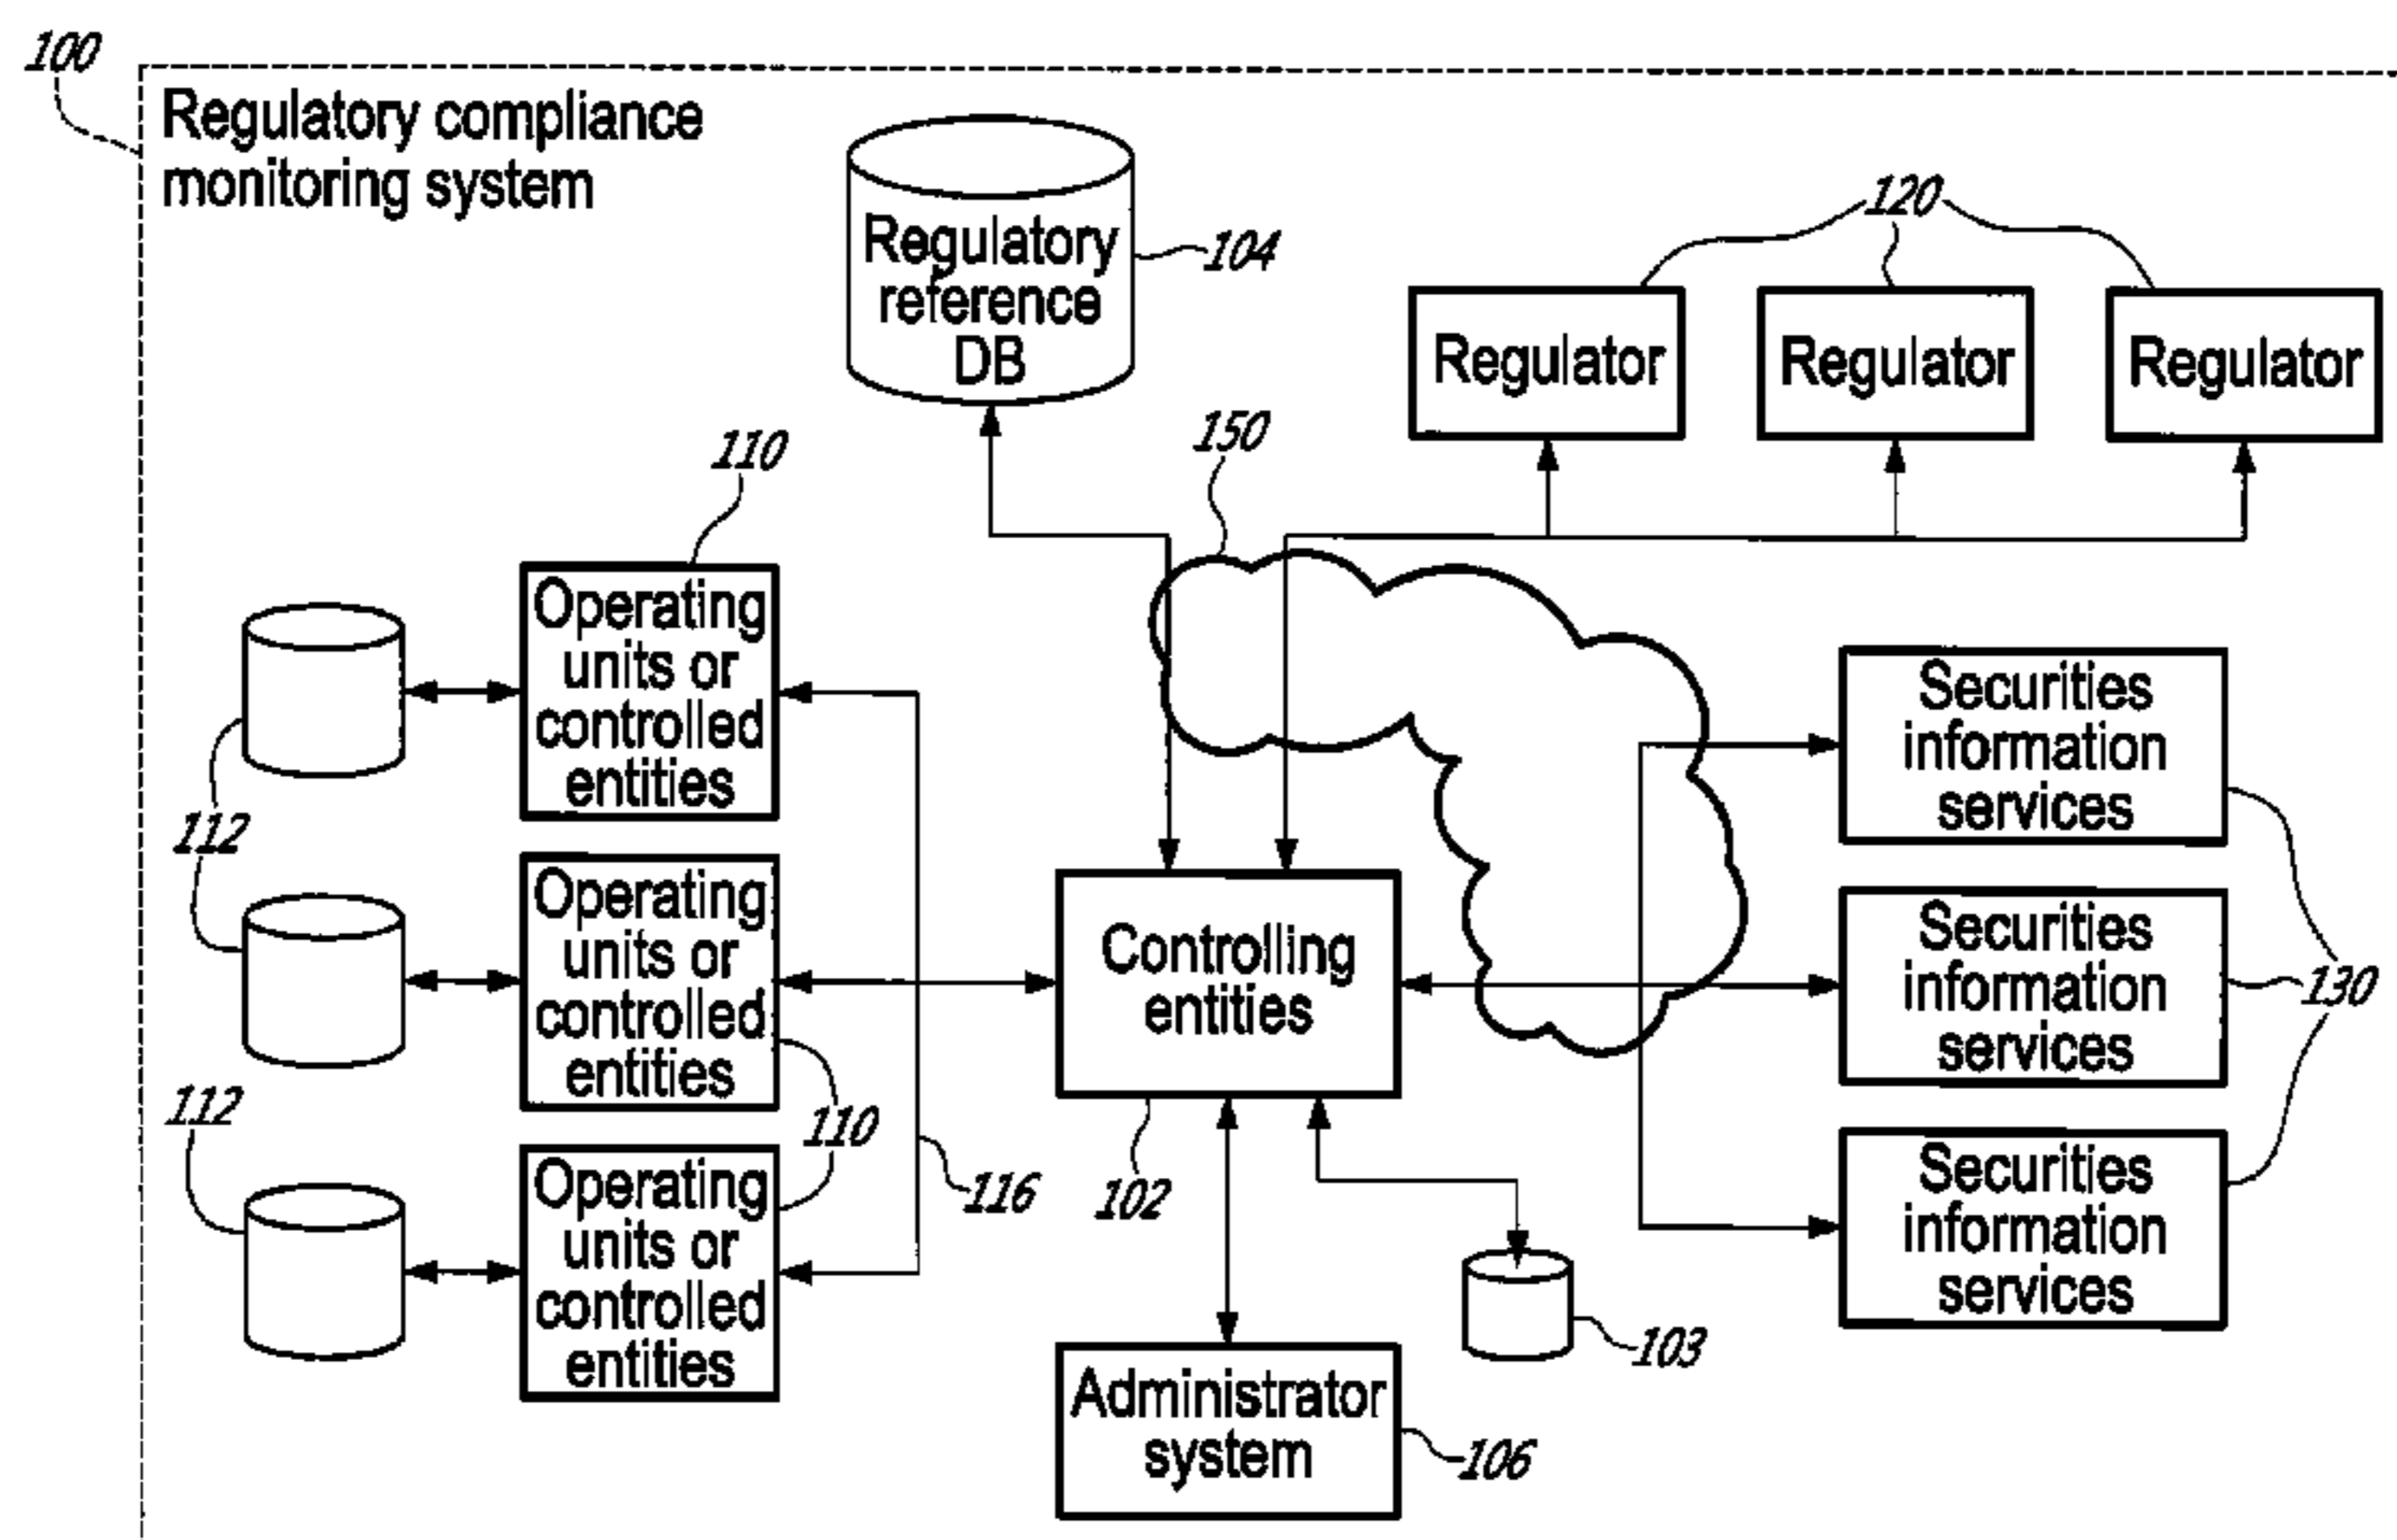 100
Regulatory compliance
monitoring system
Regulatory
reference
DB
104
120
Regulator
Regulator
Regulator
150
110
Operating
units or
controlled
entities
112
Operating
units or
controlled
entities
110
112
Operating
units or
controlled
entities
116
Controlling
entities
102
103
Administrator
system
106
Securities
information
services
Securities
information
services
130
Securities
information
services